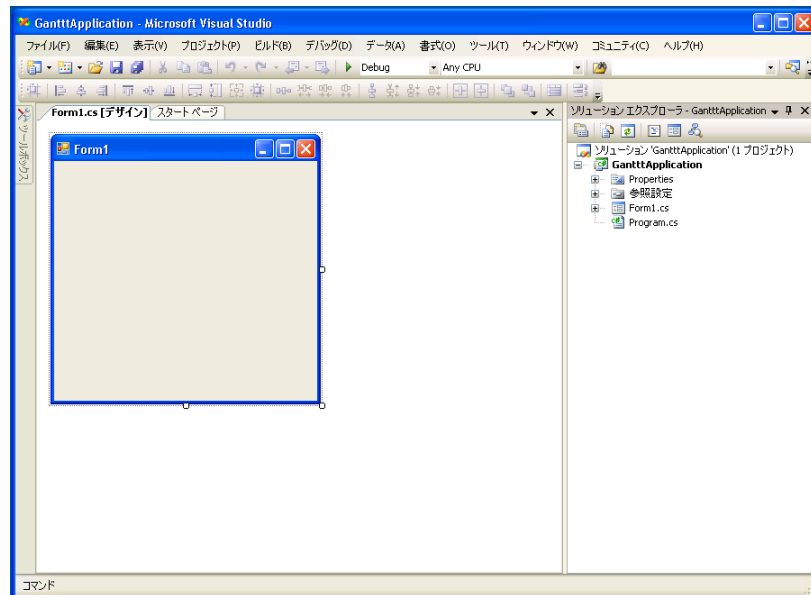 GantttApplication - Microsoft Visual Studio
ファイル(F) 編集(E) 表示(V) プロジェクト(P) ビルド(B) デバッグ(D) データ(A) 書式(O) ツール(T) ウィンドウ(W) コミュニティ(C) ヘルプ(H)
Debug Any CPU
Form1.cs [デザイン] スタート ページ
ソリューション エクスプローラ - GantttApplication
ツールボックス
Form1
ソリューション 'GantttApplication' (1 プロジェクト)
GantttApplication
Properties
参照設定
Form1.cs
Program.cs
コマンド